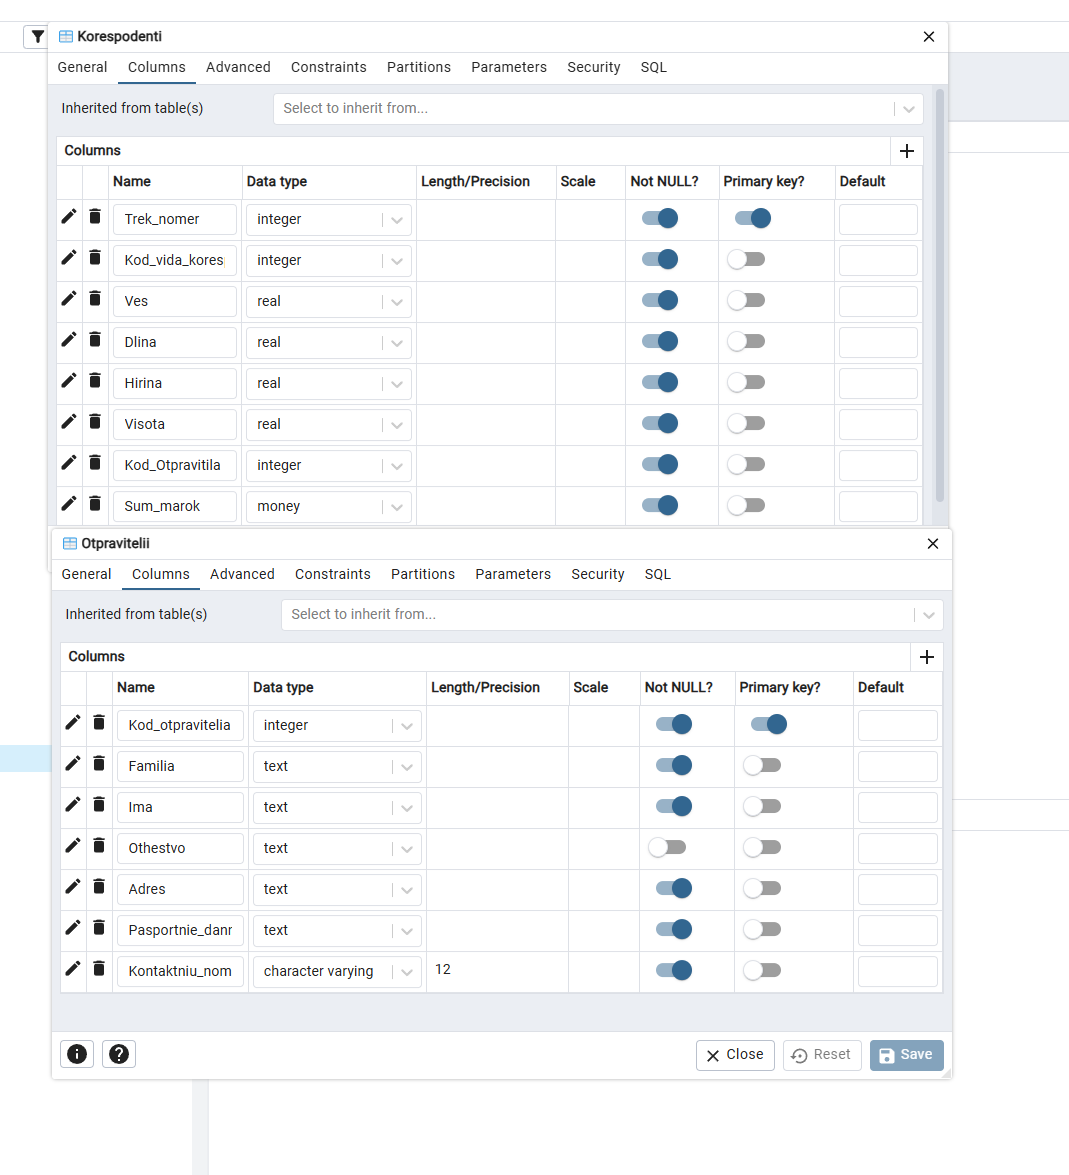 Korespodenti
General Columns Advanced Constraints Partitions Parameters Security SQL
Inherited from table(s) Select to inherit from...
Columns
Name Data type Length/Precision Scale Not NULL? Primary key? Default
Trek_nomer integer
Kod_vida_kores integer
Ves real
Dlina real
Hirina real
Visota real
Kod_Otpravitila integer
Sum_marok money
Otpravitelii
General Columns Advanced Constraints Partitions Parameters Security SQL
Inherited from table(s) Select to inherit from...
Columns
Name Data type Length/Precision Scale Not NULL? Primary key? Default
Kod_otpravitelia integer
Familia text
Ima text
Othestvo text
Adres text
Pasportnie_danr text
Kontaktniu_nom character varying 12
Close Reset Save